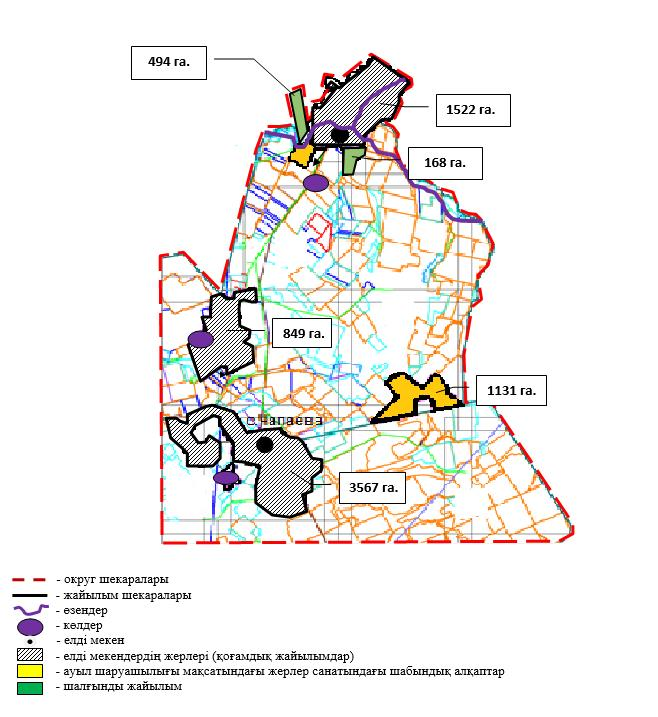 494 га.
1522 га.
168 га.
849 га.
1131 га.
с.Чапаева
3567 га.
- округ шекаралары
- жайылым шекаралары
- өзендер
- көлдер
- елді мекен
- елді мекендердің жерлері (қоғамдық жайылымдар)
- ауыл шаруашылығы мақсатындағы жерлер санатындағы шабындық алқаптар
- шалғынды жайылым